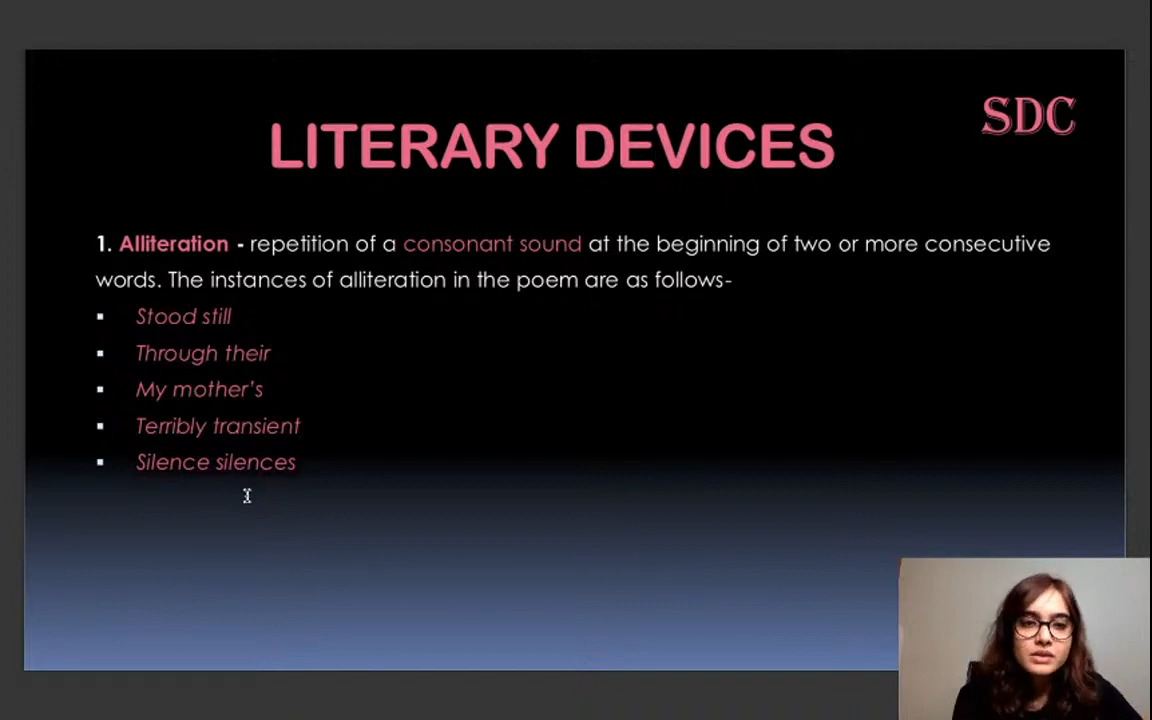 SDC
LITERARY DEVICES
1. Alliteration - repetition of a consonant sound at the beginning of two or more consecutive
words. The instances of alliteration in the poem are as follows-
▪ Stood still
▪ Through their
▪ My mother's
▪ Terribly transient
▪ Silence silences